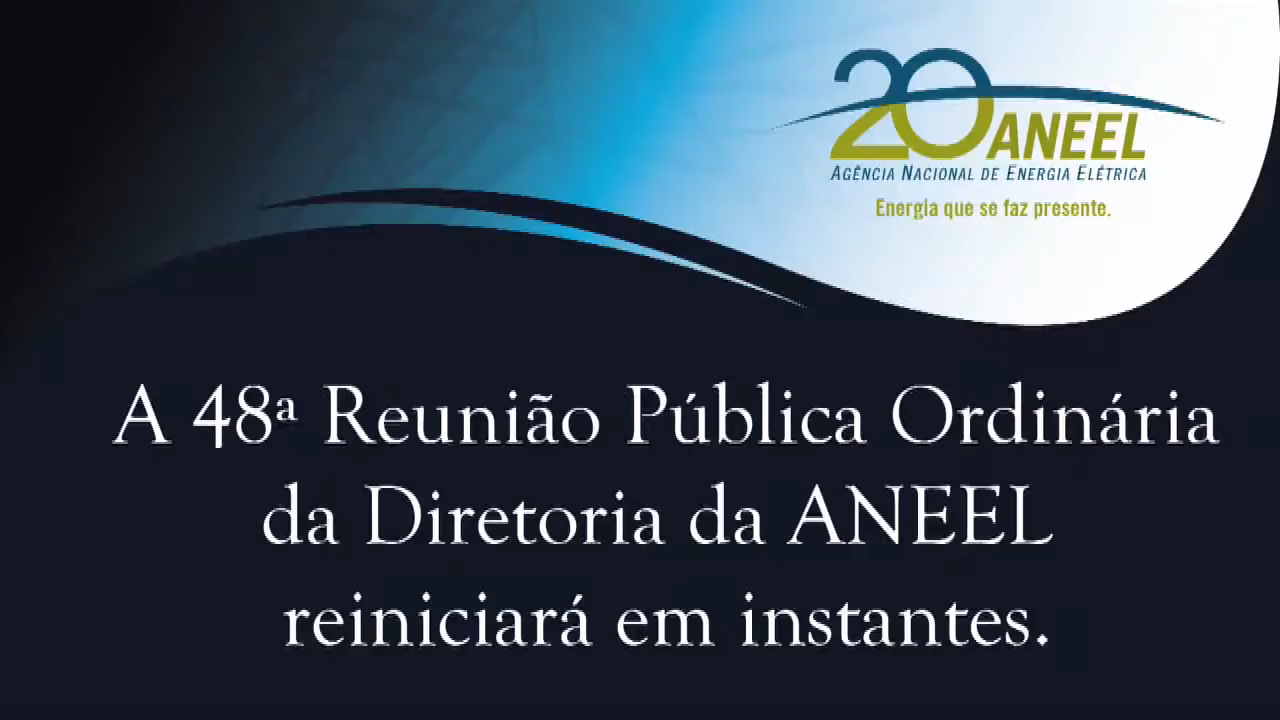 20 ANEEL
AGÊNCIA NACIONAL DE ENERGIA ELÉTRICA
Energia que se faz presente.
A 48ª Reunião Pública Ordinária
da Diretoria da ANEEL
reiniciará em instantes.